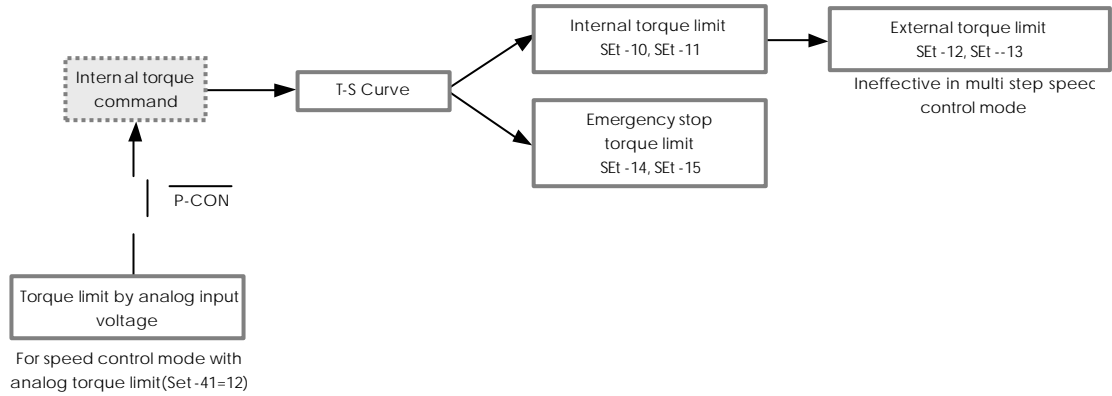 Internal torque
command
P-CON
Torque limit by analog input
voltage
For speed control mode with
analog torque limit(Set-41=12)
T-S Curve
Internal torque limit
SEt-10, SEt-11
Emergency stop
torque limit
SEt-14, SEt-15
External torque limit
SEt-12, SEt--13
Ineffective in multi step speed
control mode